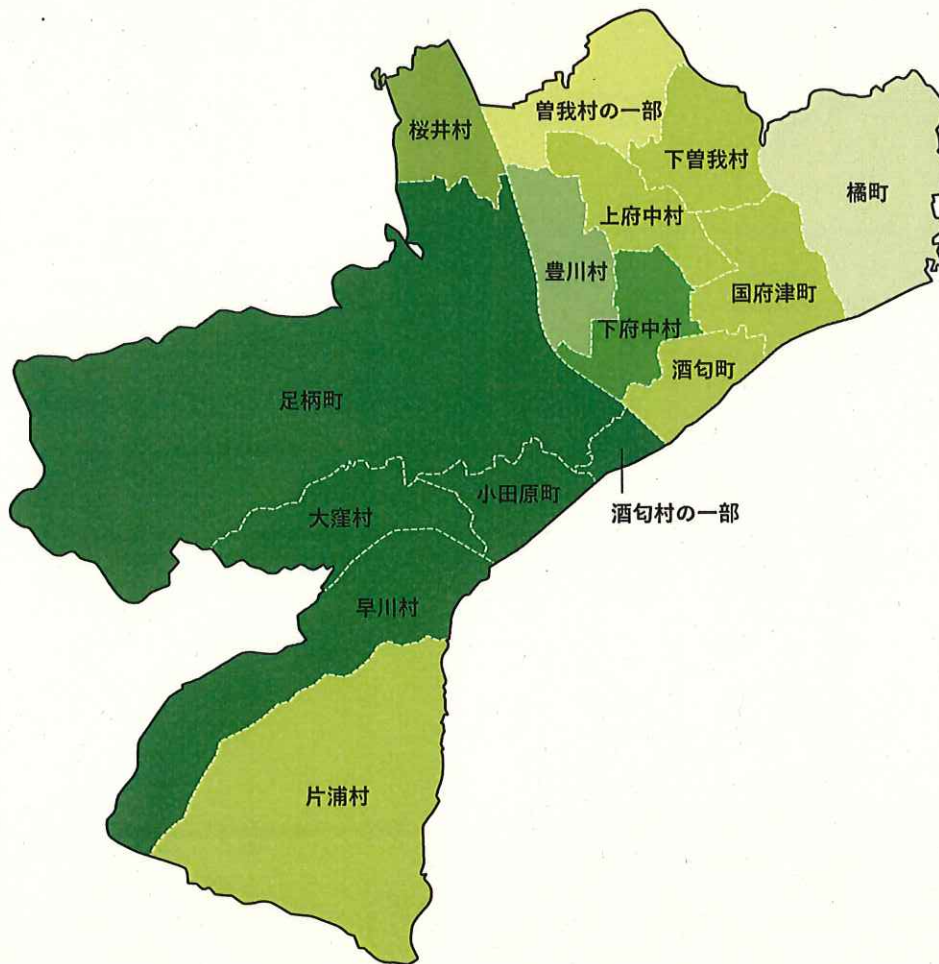 曽我村の一部
桜井村
下曽我村
橘町
上府中村
豊川村
国府津町
下府中村
酒匂町
足柄町
小田原町
大窪村
酒匂村の一部
早川村
片浦村